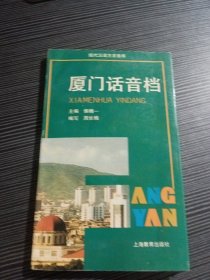 现代汉语方言音库
厦门话音档
XIAMENHUA YINDANG
主编 侯精一
编写 周长楫
ANG
YAN
上海教育出版社